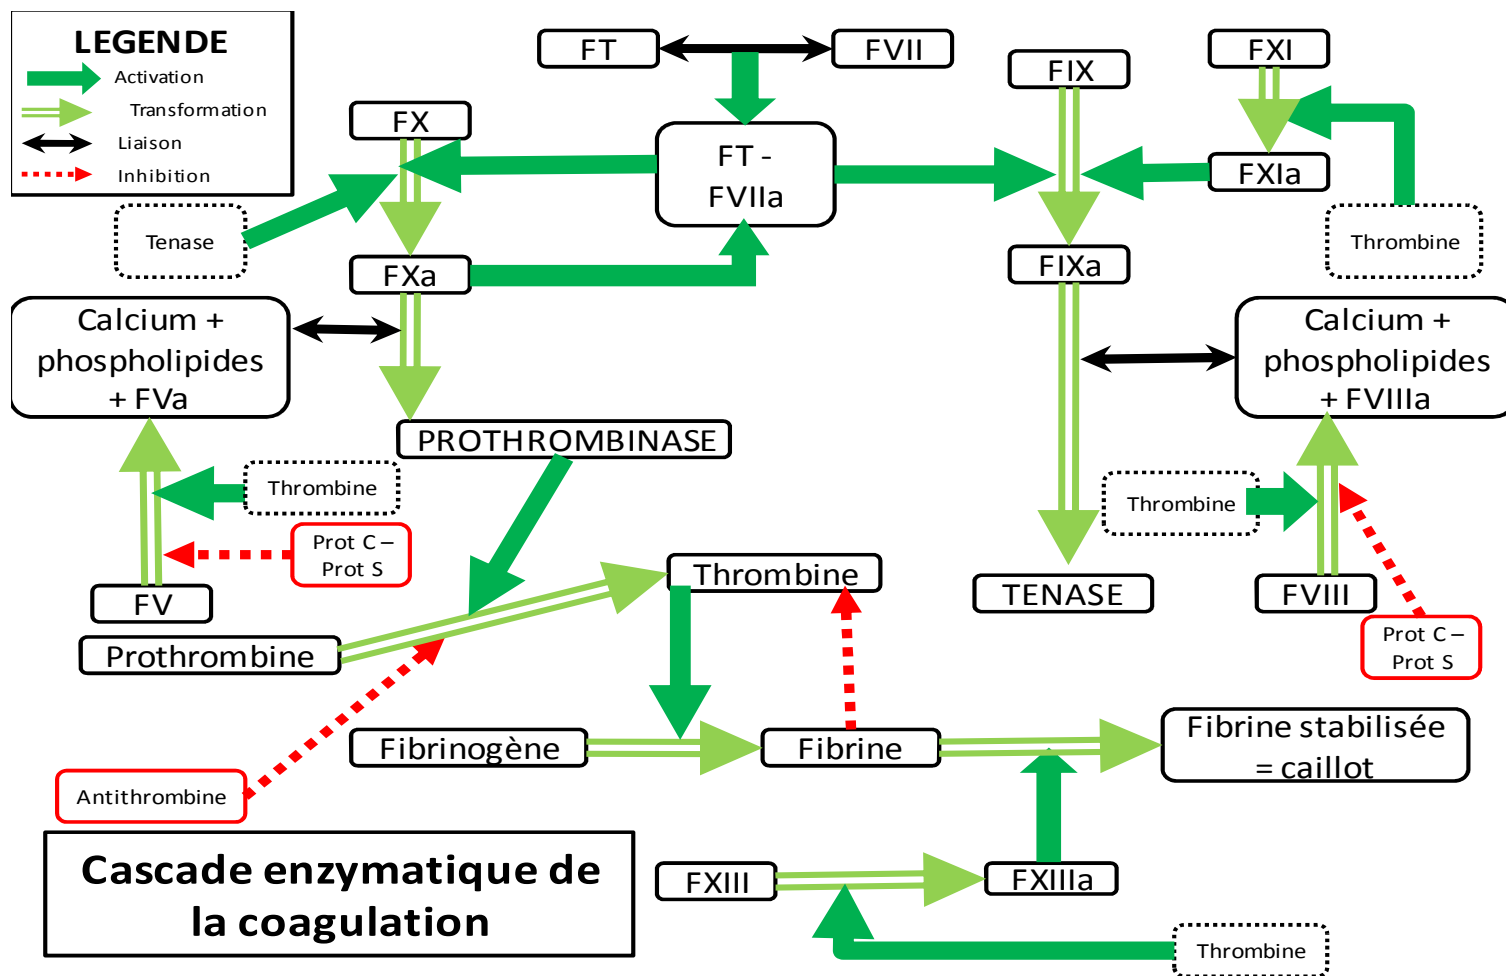 LEGENDE
Activation
Transformation
Liaison
Inhibition
FT
FVII
FIX
FXI
FX
FT -
FVIIa
FXIa
Tenase
Thrombine
FXa
FIXa
Calcium +
phospholipides
+ FVa
Calcium +
phospholipides
+ FVIIIa
PROTHROMBINASE
Thrombine
Thrombine
Prot C –
Prot S
FV
Thrombine
TENASE
FVIII
Prothrombine
Prot C –
Prot S
Fibrinogène
Fibrine
Fibrine stabilisée
= caillot
Antithrombine
Cascade enzymatique de
la coagulation
FXIII
FXIIIa
Thrombine